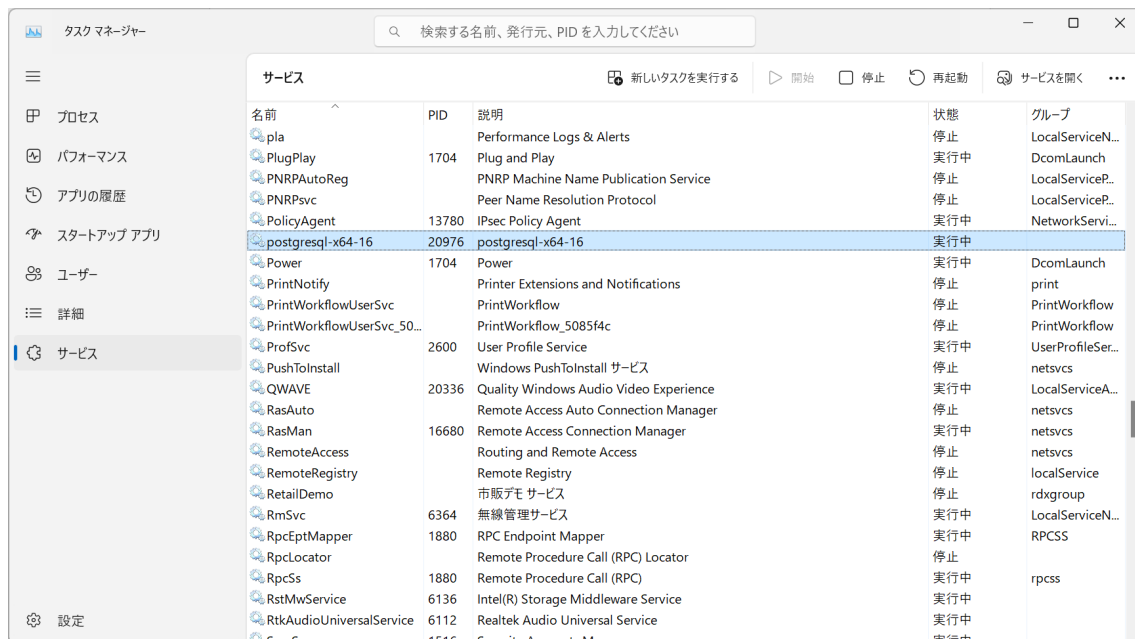 タスク マネージャー
検索する名前、発行元、PID を入力してください
サービス
新しいタスクを実行する
開始
停止
再起動
サービスを開く
プロセス
パフォーマンス
アプリの履歴
スタートアップ アプリ
ユーザー
詳細
サービス
設定
名前 PID 説明 状態 グループ
pla Performance Logs & Alerts 停止 LocalServiceN...
PlugPlay 1704 Plug and Play 実行中 DcomLaunch
PNRPAutoReg PNRP Machine Name Publication Service 停止 LocalServiceP...
PNRPsvc Peer Name Resolution Protocol 停止 LocalServiceP...
PolicyAgent 13780 IPsec Policy Agent 実行中 NetworkServi...
postgresql-x64-16 20976 postgresql-x64-16 実行中
Power 1704 Power 実行中 DcomLaunch
PrintNotify Printer Extensions and Notifications 停止 print
PrintWorkflowUserSvc PrintWorkflow 停止 PrintWorkflow
PrintWorkflowUserSvc_50... PrintWorkflow_5085f4c 停止 PrintWorkflow
ProfSvc 2600 User Profile Service 実行中 UserProfileSer...
PushToInstall Windows PushToInstall サービス 停止 netsvcs
QWAVE 20336 Quality Windows Audio Video Experience 実行中 LocalServiceA...
RasAuto Remote Access Auto Connection Manager 停止 netsvcs
RasMan 16680 Remote Access Connection Manager 実行中 netsvcs
RemoteAccess Routing and Remote Access 停止 netsvcs
RemoteRegistry Remote Registry 停止 localService
RetailDemo 市販デモ サービス 停止 rdxgroup
RmSvc 6364 無線管理サービス 実行中 LocalServiceN...
RpcEptMapper 1880 RPC Endpoint Mapper 実行中 RPCSS
RpcLocator Remote Procedure Call (RPC) Locator 停止
RpcSs 1880 Remote Procedure Call (RPC) 実行中 rpcss
RstMwService 6136 Intel(R) Storage Middleware Service 実行中
RtkAudioUniversalService 6112 Realtek Audio Universal Service 実行中